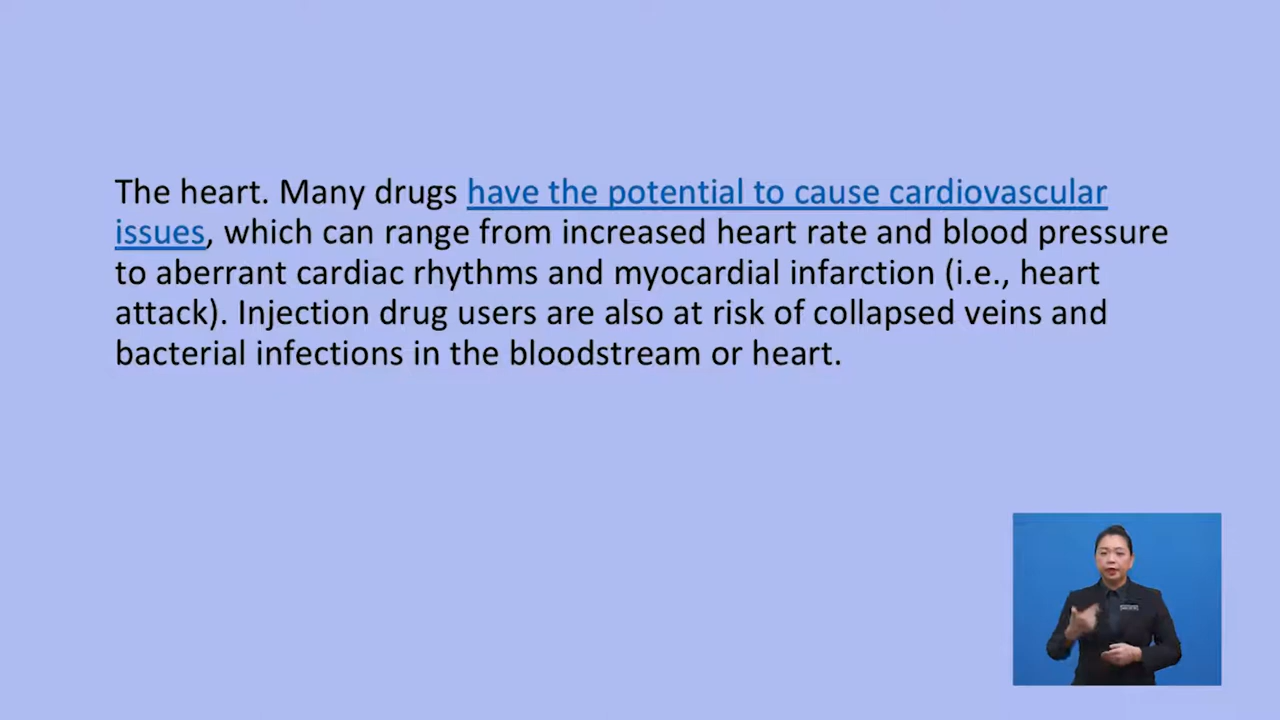 The heart. Many drugs have the potential to cause cardiovascular
issues, which can range from increased heart rate and blood pressure
to aberrant cardiac rhythms and myocardial infarction (i.e., heart
attack). Injection drug users are also at risk of collapsed veins and
bacterial infections in the bloodstream or heart.